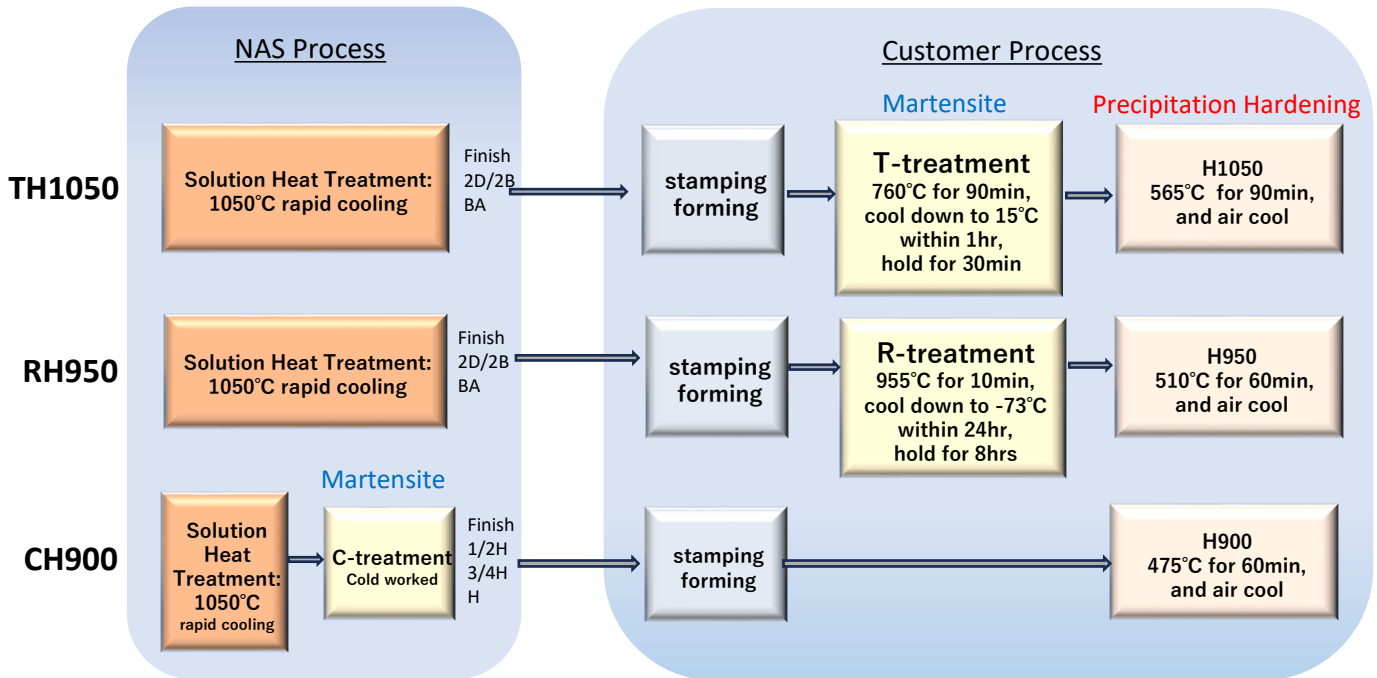 NAS Process
Customer Process
Martensite
Precipitation Hardening
TH1050
Solution Heat Treatment:
1050℃ rapid cooling
Finish
2D/2B
BA
stamping
forming
T-treatment
760℃ for 90min,
cool down to 15℃
within 1hr,
hold for 30min
H1050
565℃ for 90min,
and air cool
RH950
Solution Heat Treatment:
1050℃ rapid cooling
Finish
2D/2B
BA
stamping
forming
R-treatment
955℃ for 10min,
cool down to -73℃
within 24hr,
hold for 8hrs
H950
510℃ for 60min,
and air cool
Martensite
CH900
Solution
Heat
Treatment:
1050℃
rapid cooling
C-treatment
Cold worked
Finish
1/2H
3/4H
H
stamping
forming
H900
475℃ for 60min,
and air cool